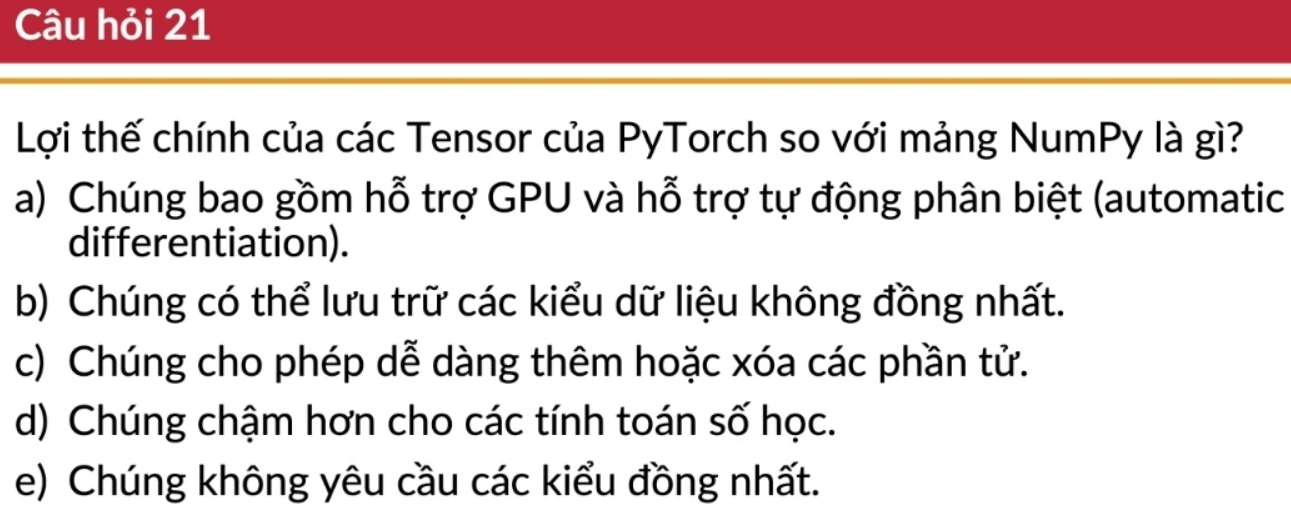 Câu hỏi 21
Lợi thế chính của các Tensor của PyTorch so với mảng NumPy là gì?
a) Chúng bao gồm hỗ trợ GPU và hỗ trợ tự động phân biệt (automatic
differentiation).
b) Chúng có thể lưu trữ các kiểu dữ liệu không đồng nhất.
c) Chúng cho phép dễ dàng thêm hoặc xóa các phần tử.
d) Chúng chậm hơn cho các tính toán số học.
e) Chúng không yêu cầu các kiểu đồng nhất.